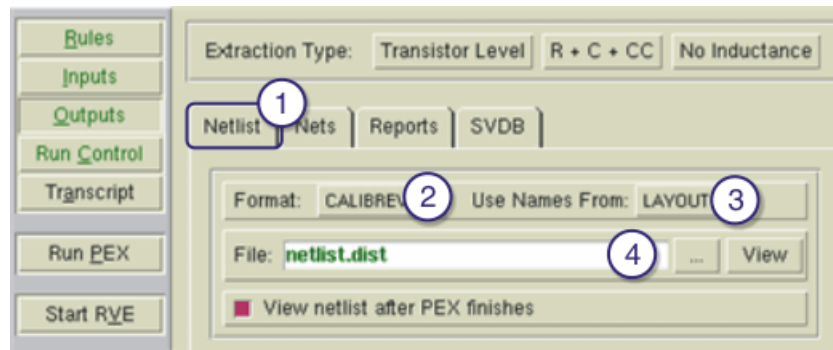 Rules
Inputs
Outputs
Run Control
Transcript
Run PEX
Start RVE
Extraction Type: Transistor Level R + C + CC No Inductance
1
Netlist Nets Reports SVDB
Format: 2 Use Names From: LAYOUT 3
File: netlist.dist 4 ... View
View netlist after PEX finishes